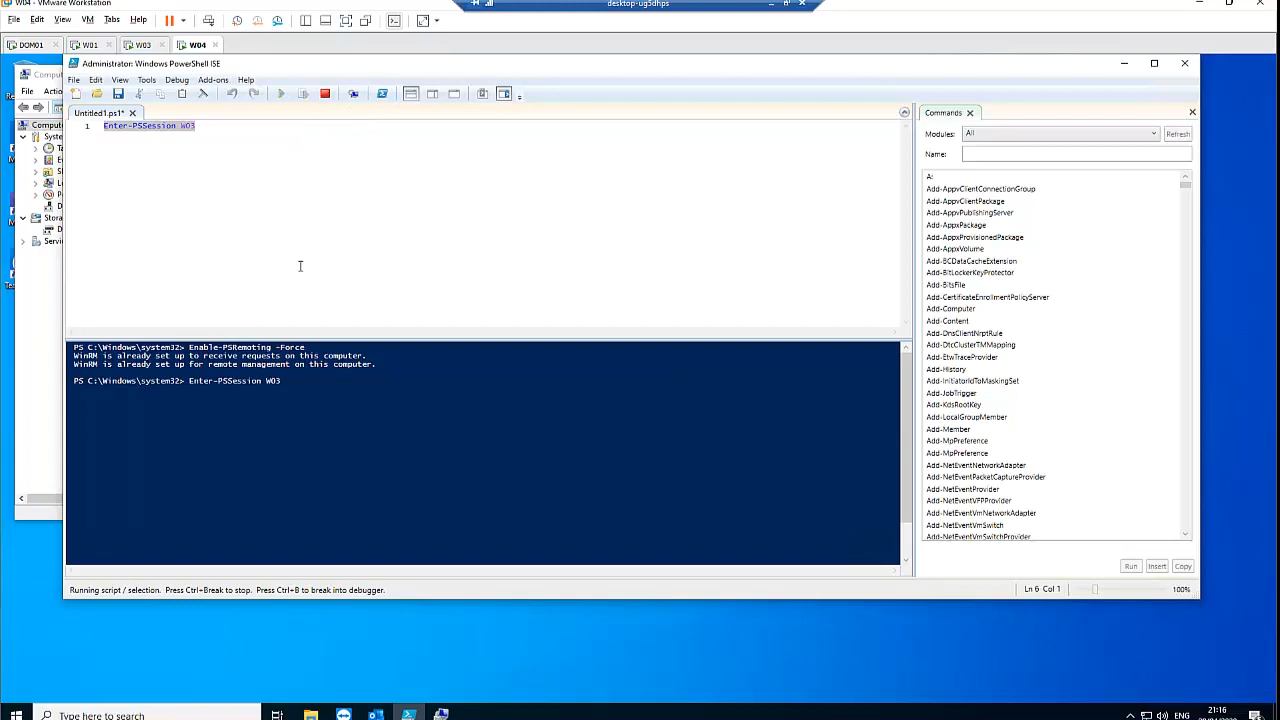 W04 - VMware Workstation
desktop-ug5dhps
File Edit View VM Tabs Help
DOM01 W01 W03 W04
Administrator: Windows PowerShell ISE
File Edit View Tools Debug Add-ons Help
Untitled1.ps1*
1 Enter-PSSession W03
PS C:\Windows\system32> Enable-PSRemoting -Force
WinRM is already set up to receive requests on this computer.
WinRM is already set up for remote management on this computer.
PS C:\Windows\system32> Enter-PSSession W03
Running script / selection. Press Ctrl+Break to stop. Press Ctrl+B to break into debugger.
Ln 6 Col 1
100%
Commands
Modules: All Refresh
Name:
A:
Add-AppvClientConnectionGroup
Add-AppvClientPackage
Add-AppvPublishingServer
Add-AppxPackage
Add-AppxProvisionedPackage
Add-AppxVolume
Add-BCDataCacheExtension
Add-BitLockerKeyProtector
Add-BitsFile
Add-CertificateEnrollmentPolicyServer
Add-Computer
Add-Content
Add-DnsClientNrptRule
Add-DtcClusterTMMapping
Add-EtwTraceProvider
Add-History
Add-InitiatorIdToMaskingSet
Add-JobTrigger
Add-KdsRootKey
Add-LocalGroupMember
Add-Member
Add-MpPreference
Add-MpPreference
Add-NetEventNetworkAdapter
Add-NetEventPacketCaptureProvider
Add-NetEventProvider
Add-NetEventVFPProvider
Add-NetEventVmNetworkAdapter
Add-NetEventVmSwitch
Add-NetEventVmSwitchProvider
Run Insert Copy
Comput
File Actio
Comput
Syst
Stora
Servi
Type here to search
ENG
21:16